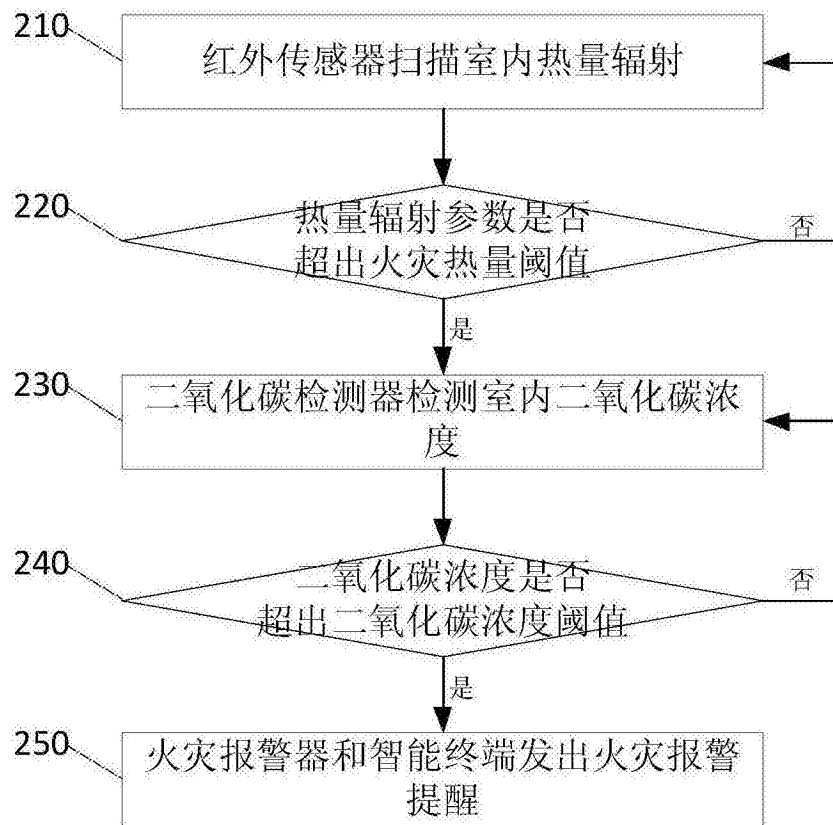 210
红外传感器扫描室内热量辐射
220
热量辐射参数是否
超出火灾热量阈值
否
是
230
二氧化碳检测器检测室内二氧化碳浓
度
240
二氧化碳浓度是否
超出二氧化碳浓度阈值
否
是
250
火灾报警器和智能终端发出火灾报警
提醒